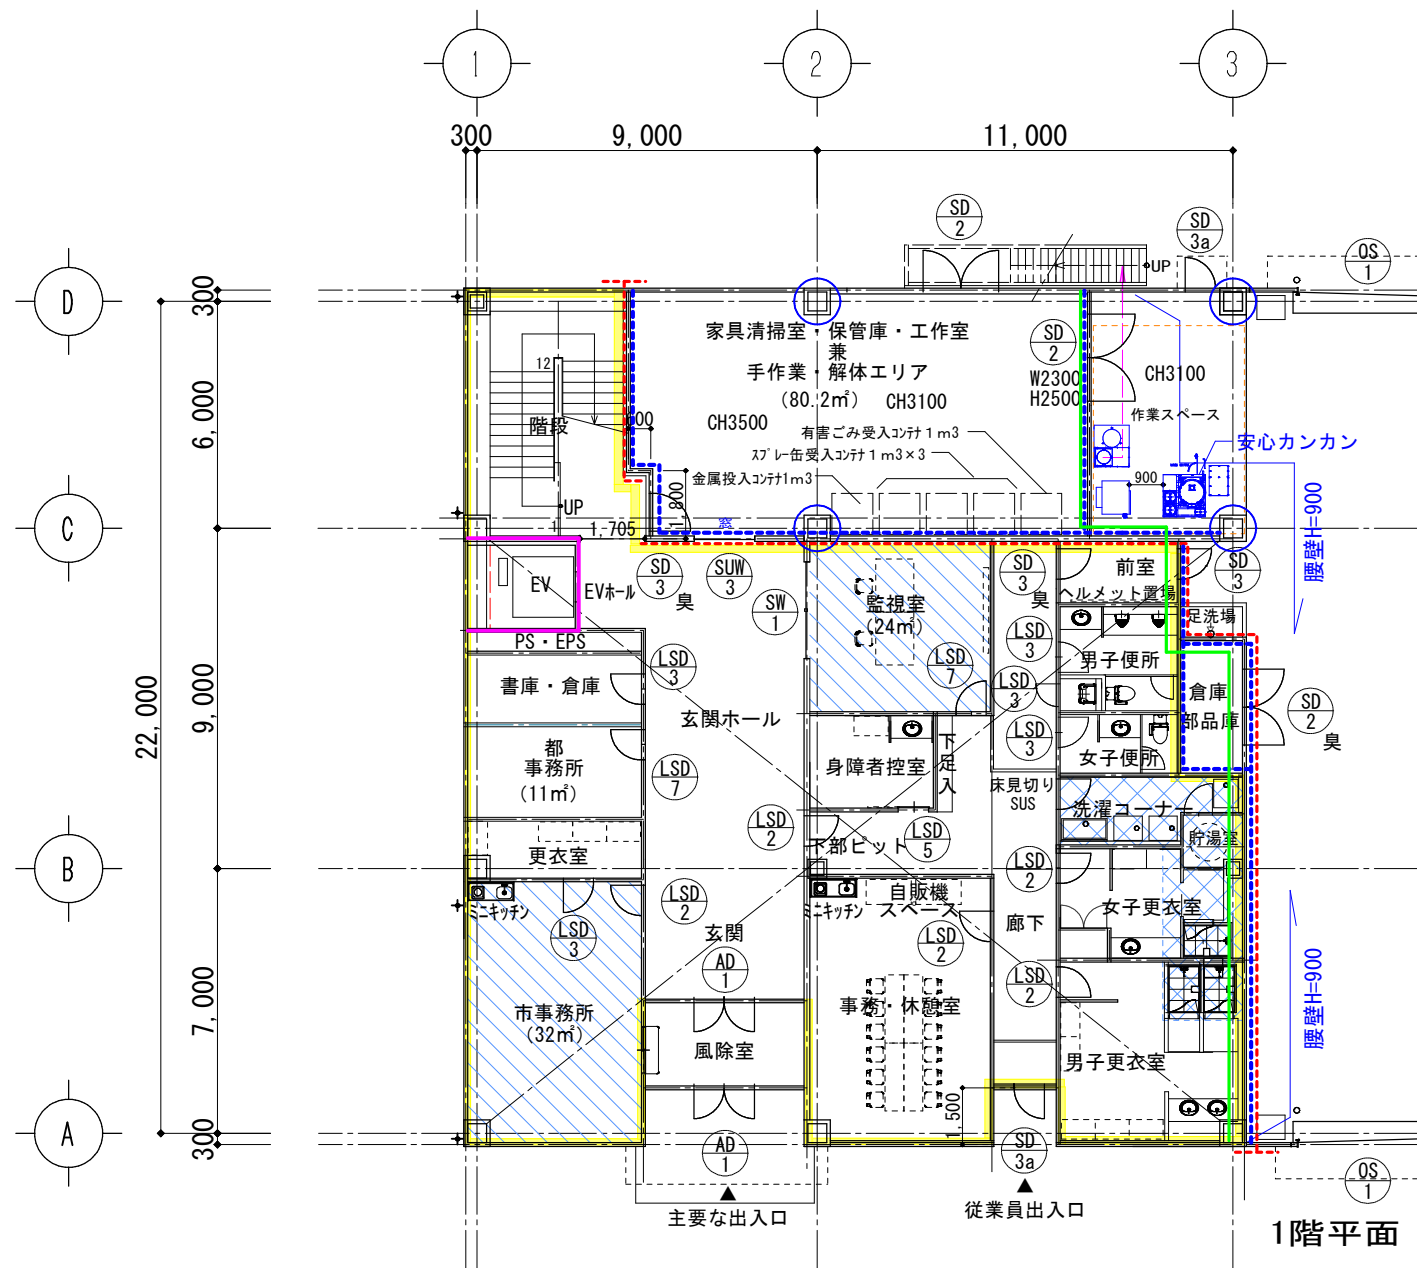 1
2
3
300
9,000
11,000
SD
2
SD
3a
OS
1
UP
D
300
家具清掃室・保管庫・工作室
兼
手作業・解体エリア
(80.2㎡)
CH3100
CH3500
SD
2
W2300
H2500
CH3100
作業スペース
安心カンカン
12
階段
有害ごみ受入コンテナ1m3
スプレー缶受入コンテナ1m3×3
金属投入コンテナ1m3
900
6,000
1,800
UP
1
1,705
窓
C
腰壁H=900
EV
EVホール
SD
3
臭
SUW
3
SW
1
監視室
(24㎡)
SD
3
臭
前室
ヘルメット置場
SD
3
足洗場
PS・EPS
LSD
3
LSD
7
LSD
3
LSD
3
男子便所
書庫・倉庫
倉庫
部品庫
SD
2
臭
22,000
9,000
玄関ホール
LSD
3
女子便所
都
事務所
(11㎡)
LSD
7
身障者控室
下足入
床見切り
SUS
洗濯コーナー
貯湯室
LSD
2
LSD
5
下部ピット
更衣室
B
LSD
2
ミニキッチン
LSD
2
ミニキッチン
自販機
スペース
女子更衣室
LSD
3
玄関
LSD
2
廊下
AD
1
LSD
2
腰壁H=900
7,000
市事務所
(32㎡)
事務・休憩室
風除室
男子更衣室
1,500
A
300
AD
1
SD
3a
OS
1
主要な出入口
従業員出入口
1階平面